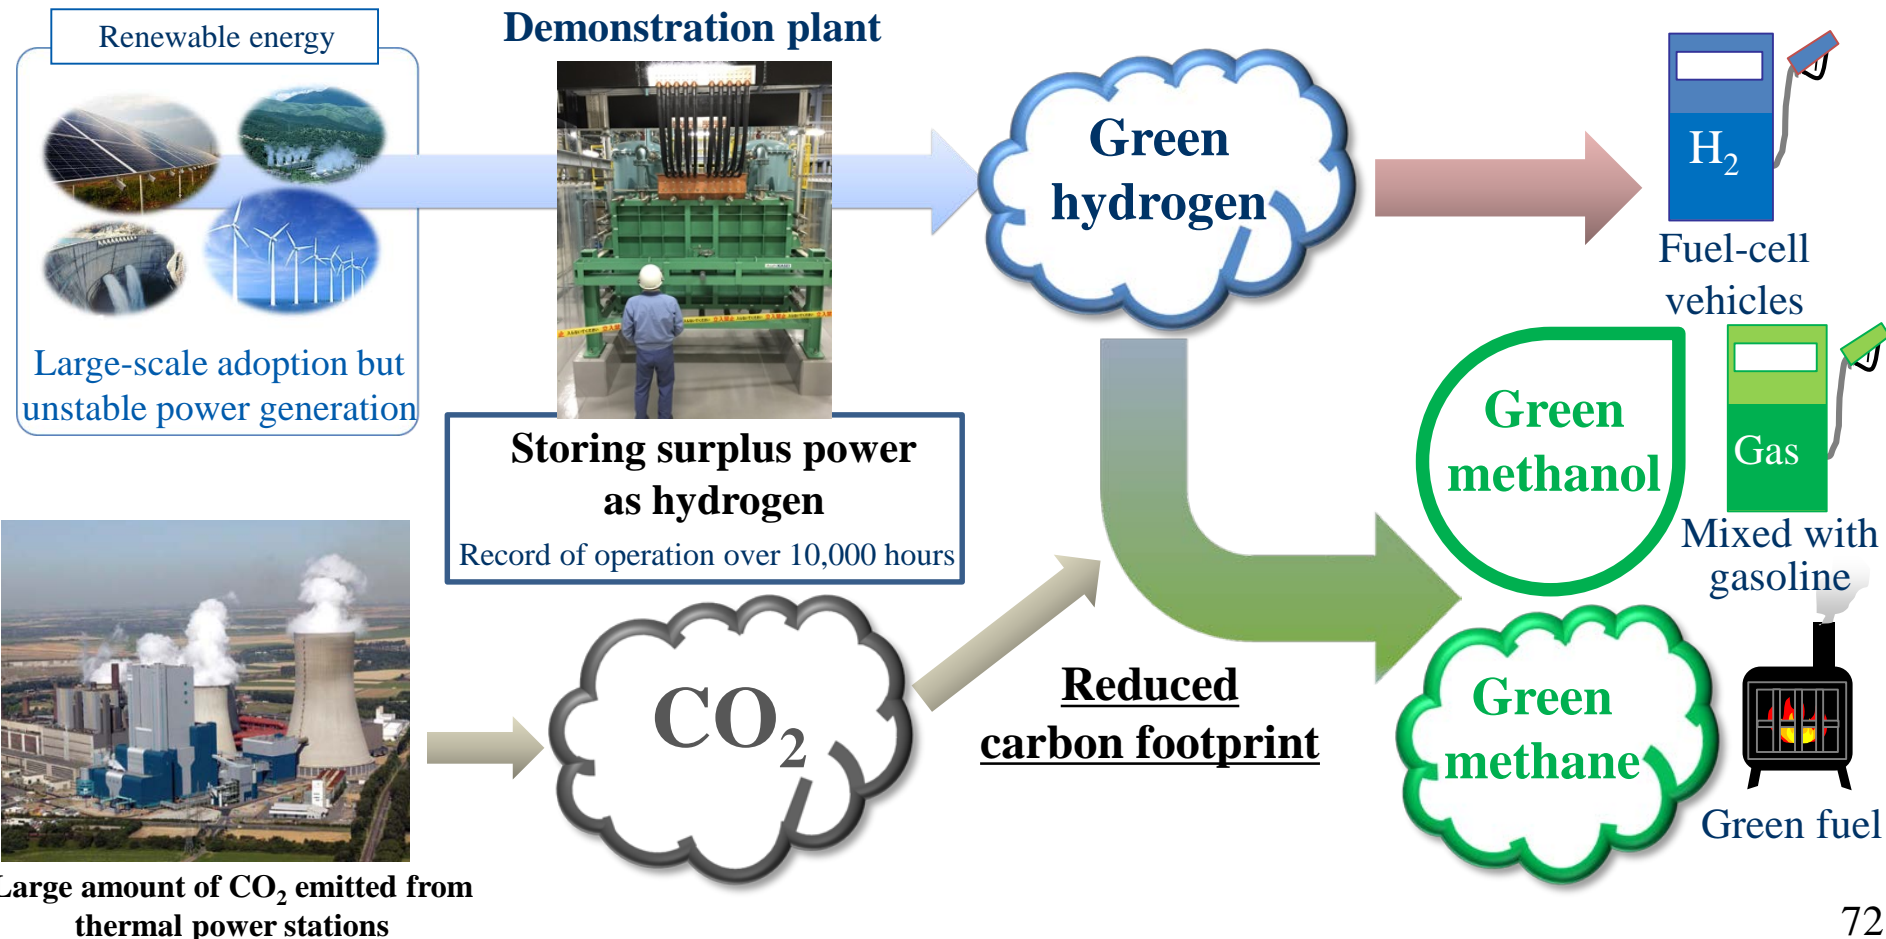 Renewable energy
Large-scale adoption but
unstable power generation
Demonstration plant
Storing surplus power
as hydrogen
Record of operation over 10,000 hours
Green
hydrogen
H₂
Fuel-cell
vehicles
Green
methanol
Gas
Mixed with
gasoline
CO₂
Reduced
carbon footprint
Green
methane
Green fuel
Large amount of CO₂ emitted from
thermal power stations
72